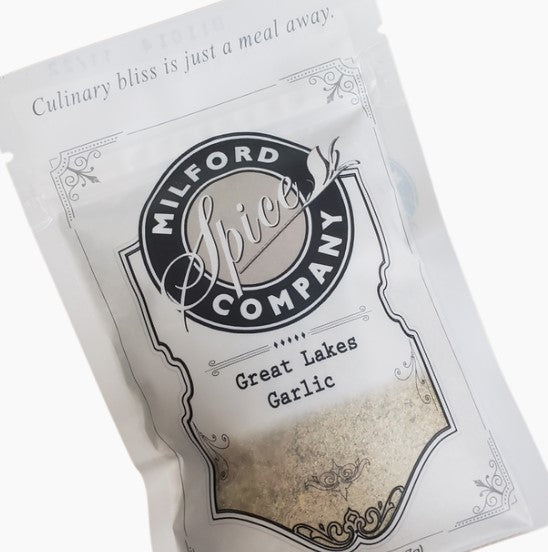 Culinary bliss is just a meal away.
MILFORD
Spice
COMPANY
Great Lakes
Garlic